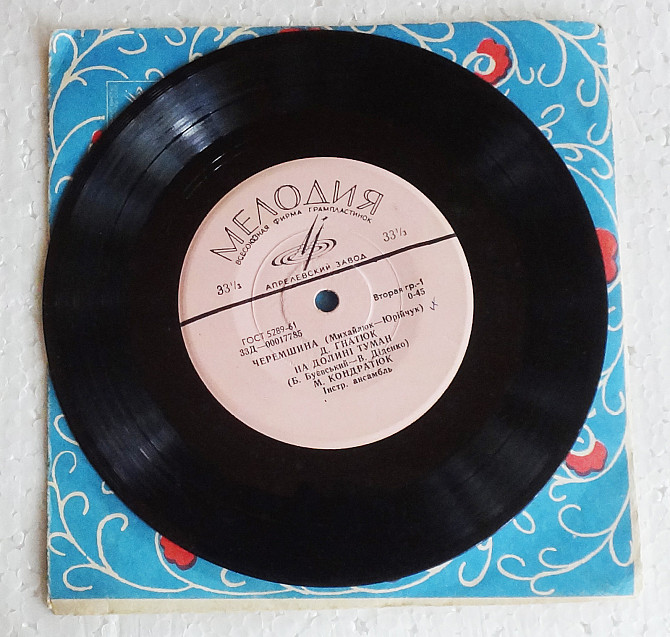 МЕЛОДИЯ
ВСЕСОЮЗНАЯ ФИРМА ГРАМПЛАСТИНОК
33⅓ 33⅓
АПРЕЛЕВСКИЙ ЗАВОД
ГОСТ 5289-61 Вторая гр-1
33Д—00017785 0-45
ЧЕРЕМШИНА (Михайлюк—Юрійчук)
Д. ГНАТЮК
НА ДОЛИНІ ТУМАН
(Б. Буєвський—В. Діденко)
М. КОНДРАТЮК
Інстр. ансамбль